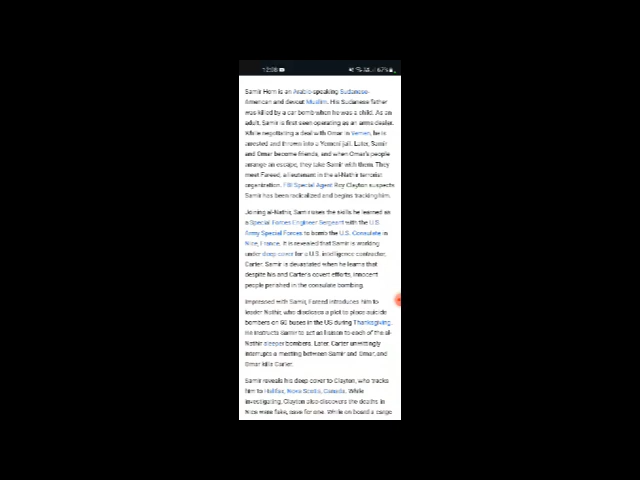 12:08
62%
Samir Horn is an Arabic-speaking Sudanese-
American and devout Muslim. His Sudanese father
was killed by a car bomb when he was a child. As an
adult, Samir is first seen operating as an arms dealer.
While negotiating a deal with Omar in Yemen, he is
arrested and thrown into a Yemeni jail. Later, Samir
and Omar become friends, and when Omar's people
arrange an escape, they take Samir with them. They
meet Fareed, a lieutenant in the al-Nathir terrorist
organization. FBI Special Agent Roy Clayton suspects
Samir has been radicalized and begins tracking him.
Joining al-Nathir, Samir uses the skills he learned as
a Special Forces Engineer Sergeant with the U.S.
Army Special Forces to bomb the U.S. Consulate in
Nice, France. It is revealed that Samir is working
under deep cover for a U.S. intelligence contractor,
Carter. Samir is devastated when he learns that
despite his and Carter's covert efforts, innocent
people perished in the consulate bombing.
Impressed with Samir, Fareed introduces him to
leader Nathir, who discloses a plot to place suicide
bombers on 50 buses in the US during Thanksgiving.
He instructs Samir to act as liaison to each of the al-
Nathir sleeper bombers. Later, Carter unwittingly
interrupts a meeting between Samir and Omar, and
Omar kills Carter.
Samir reveals his deep cover to Clayton, who tracks
him to Halifax, Nova Scotia, Canada. While
investigating, Clayton also discovers the deaths in
Nice were fake, save for one. While on board a cargo